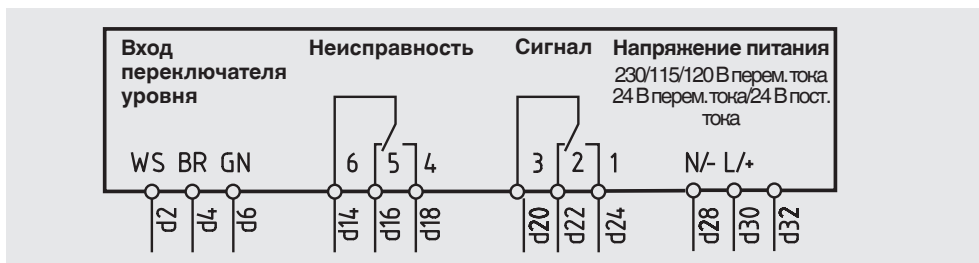 Вход
переключателя
уровня
Неисправность
Сигнал
Напряжение питания
230/115/120 В перем. тока
24 В перем. тока/24 В пост.
тока
WS BR GN
6 5 4
3 2 1
N/- L/+
d2 d4 d6
d14 d16 d18
d20 d22 d24
d28 d30 d32